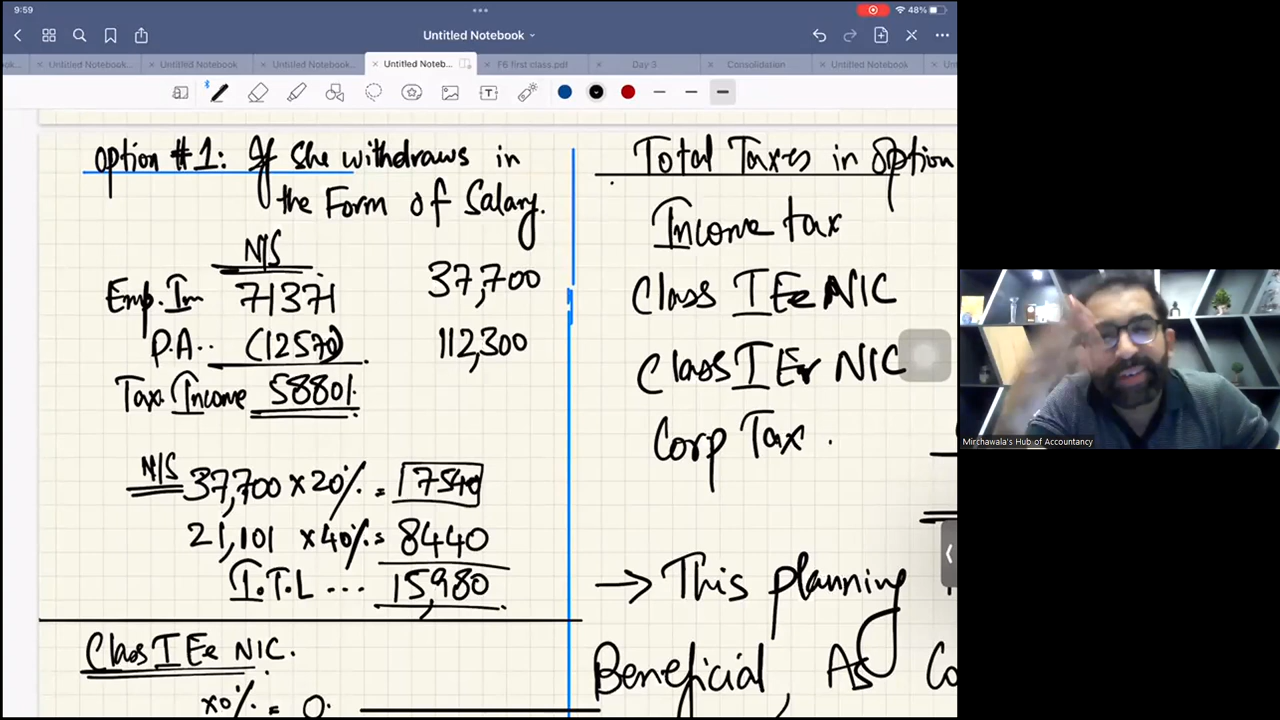 9:59
48%
Untitled Notebook
Untitled Notebook...
Untitled Notebook
Untitled Notebook...
Untitled Noteb...
F6 first class.pdf
Day 3
Consolidation
Untitled Notebook
Option #1: If She withdraws in
the Form of Salary.
N/S
Emp. In 71371 37,700
P.A.. (12570) 112,300
Tax. Income 58801.
N/S 37,700 x 20% = 17540
21,101 x 40% = 8440
I.T.L ... 15,980
Class I Ee NIC.
x0% = 0.
Total Taxes in Option
Income tax
Class I Ee NIC
Class I Er NIC
Corp Tax .
→ This planning
Beneficial, As Co
Mirchawala's Hub of Accountancy